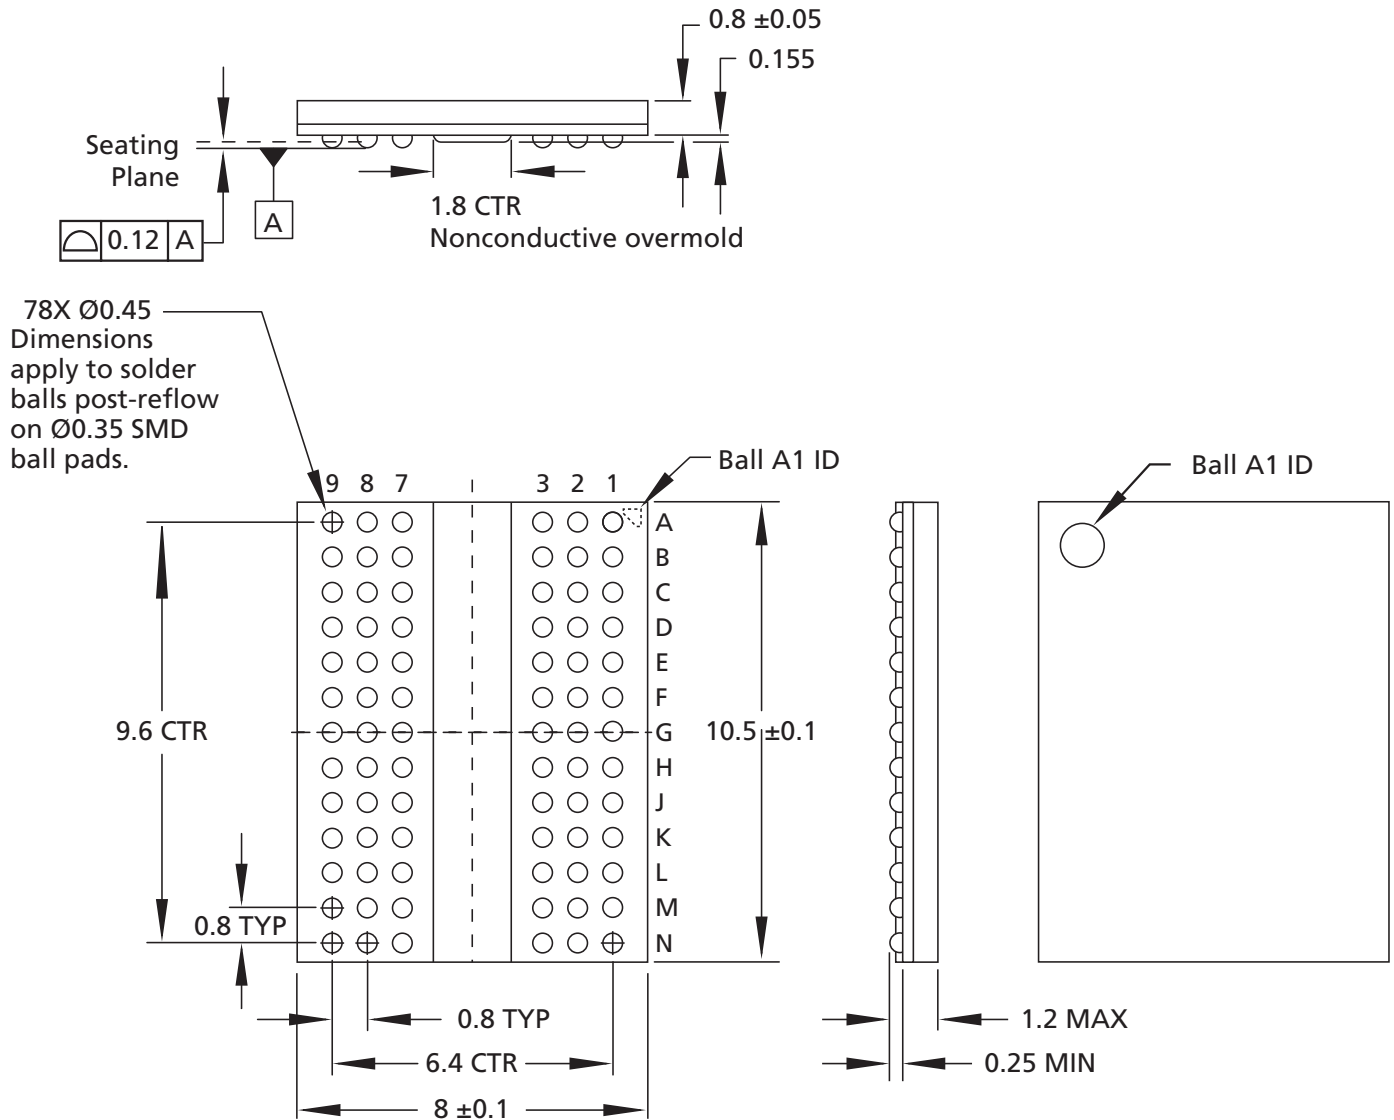 0.8 ±0.05
0.155
Seating
Plane
0.12 A
A
1.8 CTR
Nonconductive overmold
78X Ø0.45
Dimensions
apply to solder
balls post-reflow
on Ø0.35 SMD
ball pads.
Ball A1 ID
Ball A1 ID
9 8 7 3 2 1
A
B
C
D
E
F
G
H
J
K
L
M
N
9.6 CTR
10.5 ±0.1
0.8 TYP
0.8 TYP
1.2 MAX
6.4 CTR
0.25 MIN
8 ±0.1